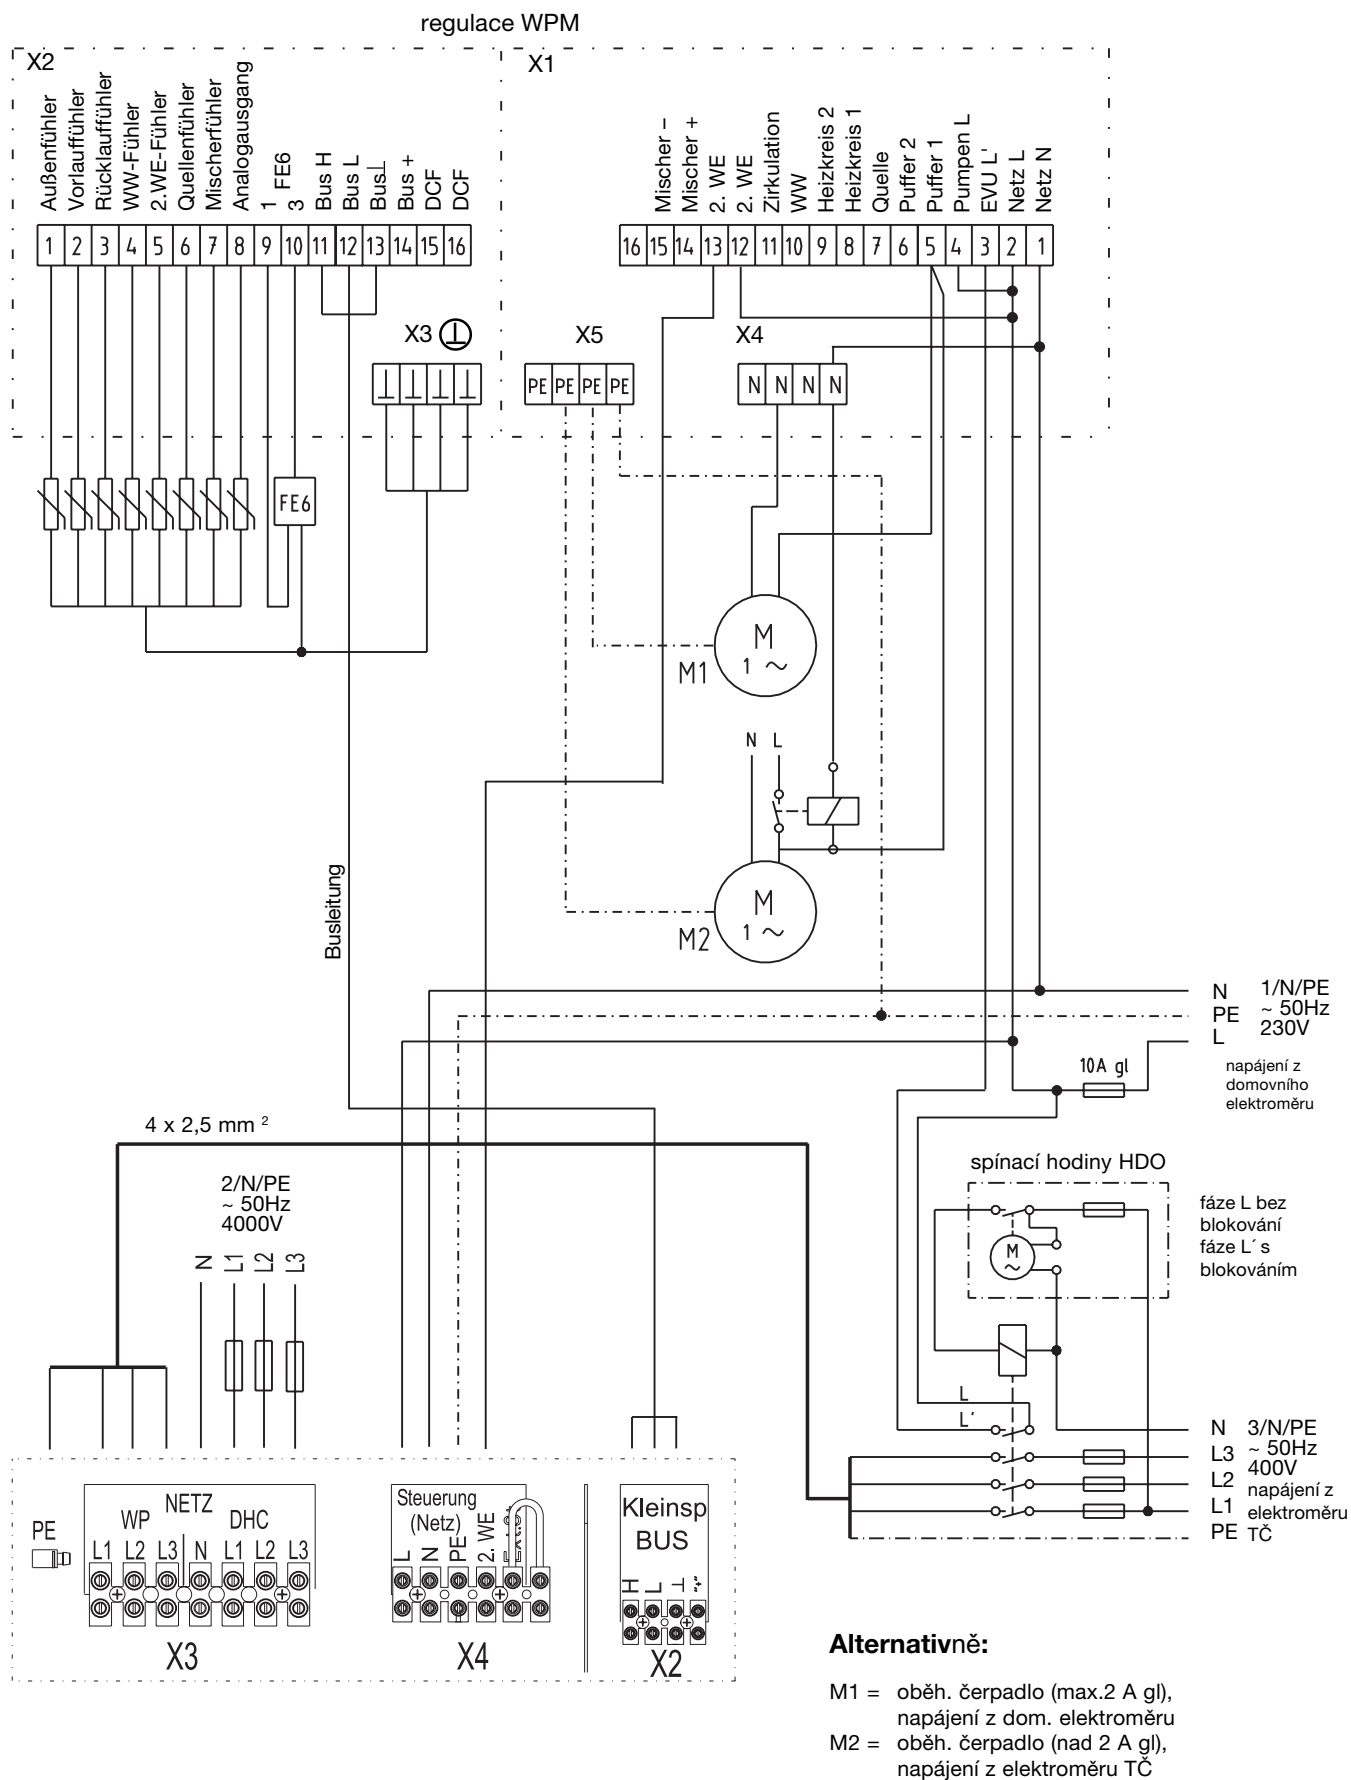 regulace WPM
X2
X1
Außenfühler
Vorlauffühler
Rücklauffühler
WW-Fühler
2.WE-Fühler
Quellenfühler
Mischerfühler
Analogausgang
1 FE6
3
Bus H
Bus L
Bus⊥
Bus +
DCF
DCF
Mischer –
Mischer +
2. WE
2. WE
Zirkulation
WW
Heizkreis 2
Heizkreis 1
Quelle
Puffer 2
Puffer 1
Pumpen L
EVU L'
Netz L
Netz N
1 2 3 4 5 6 7 8 9 10 11 12 13 14 15 16
16 15 14 13 12 11 10 9 8 7 6 5 4 3 2 1
X3 ⊥
X5
X4
⊥ ⊥ ⊥ ⊥
PE PE PE PE
N N N N
FE6
M
1 ~
M1
N L
M
1 ~
M2
Busleitung
N
PE
L
1/N/PE
~ 50Hz
230V
10A gl
napájení z
domovního
elektroměru
4 x 2,5 mm ²
spínací hodiny HDO
2/N/PE
~ 50Hz
4000V
N
L1
L2
L3
fáze L bez
blokování
fáze L´ s
blokováním
M
~
L
L´
N
L3
L2
L1
PE
3/N/PE
~ 50Hz
400V
napájení z
elektroměru
TČ
PE
NETZ
WP
DHC
L1 L2 L3 N L1 L2 L3
X3
Steuerung
(Netz)
L
N
PE
2. WE
X4
Kleinsp
BUS
H
L
⊥
"+"
X2
Alternativně:
M1 = oběh. čerpadlo (max.2 A gl),
napájení z dom. elektroměru
M2 = oběh. čerpadlo (nad 2 A gl),
napájení z elektroměru TČ